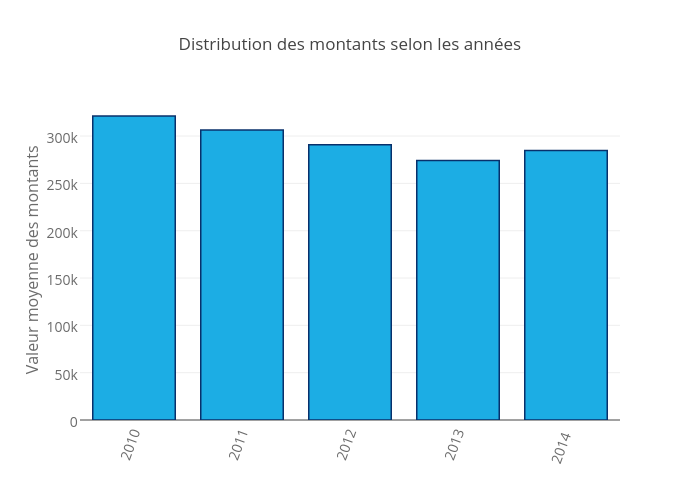 Distribution des montants selon les années
Valeur moyenne des montants
300k
250k
200k
150k
100k
50k
0
2010
2011
2012
2013
2014